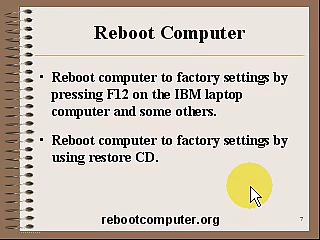 Reboot Computer
• Reboot computer to factory settings by
pressing F12 on the IBM laptop
computer and some others.
• Reboot computer to factory settings by
using restore CD.
rebootcomputer.org
7